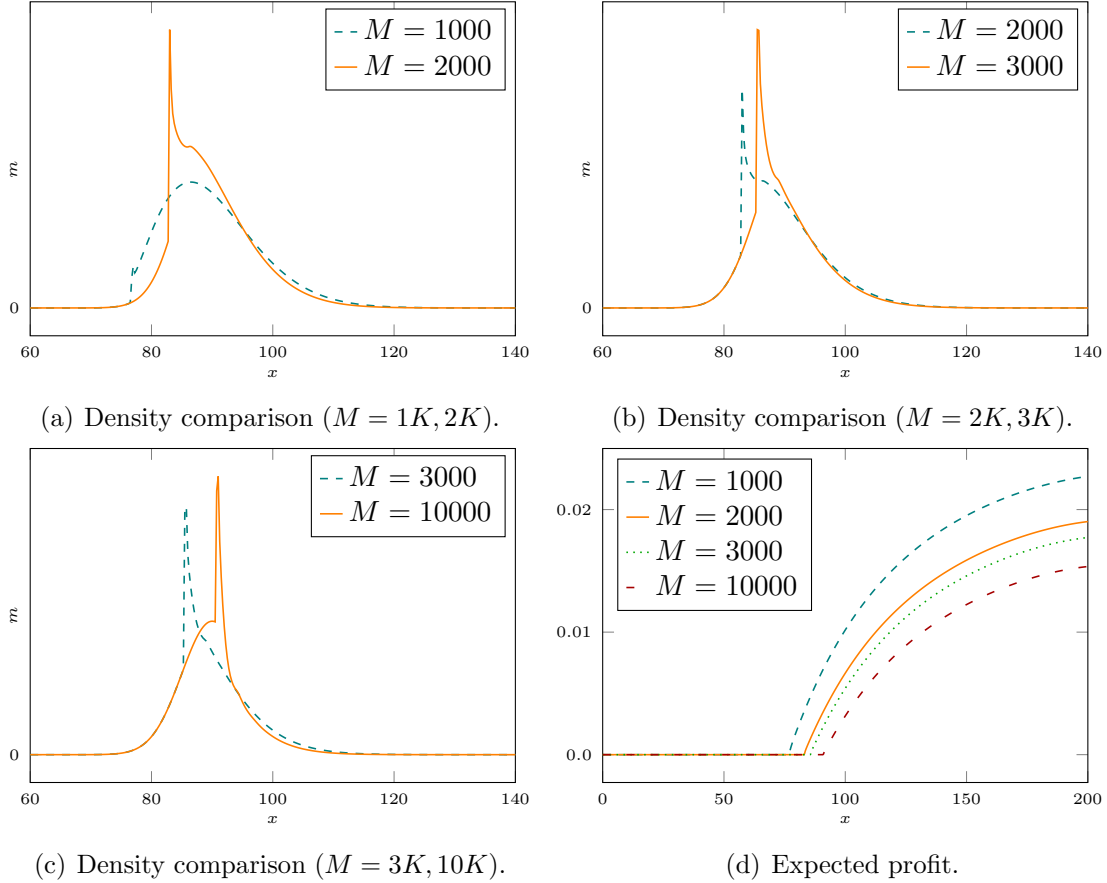 M = 1000
M = 2000
m
0
60 80 100 120 140
x
(a) Density comparison (M = 1K, 2K).
M = 2000
M = 3000
m
0
60 80 100 120 140
x
(b) Density comparison (M = 2K, 3K).
M = 3000
M = 10000
m
0
60 80 100 120 140
x
(c) Density comparison (M = 3K, 10K).
M = 1000
M = 2000
M = 3000
M = 10000
0.02
0.01
0.0
0 50 100 150 200
x
(d) Expected profit.